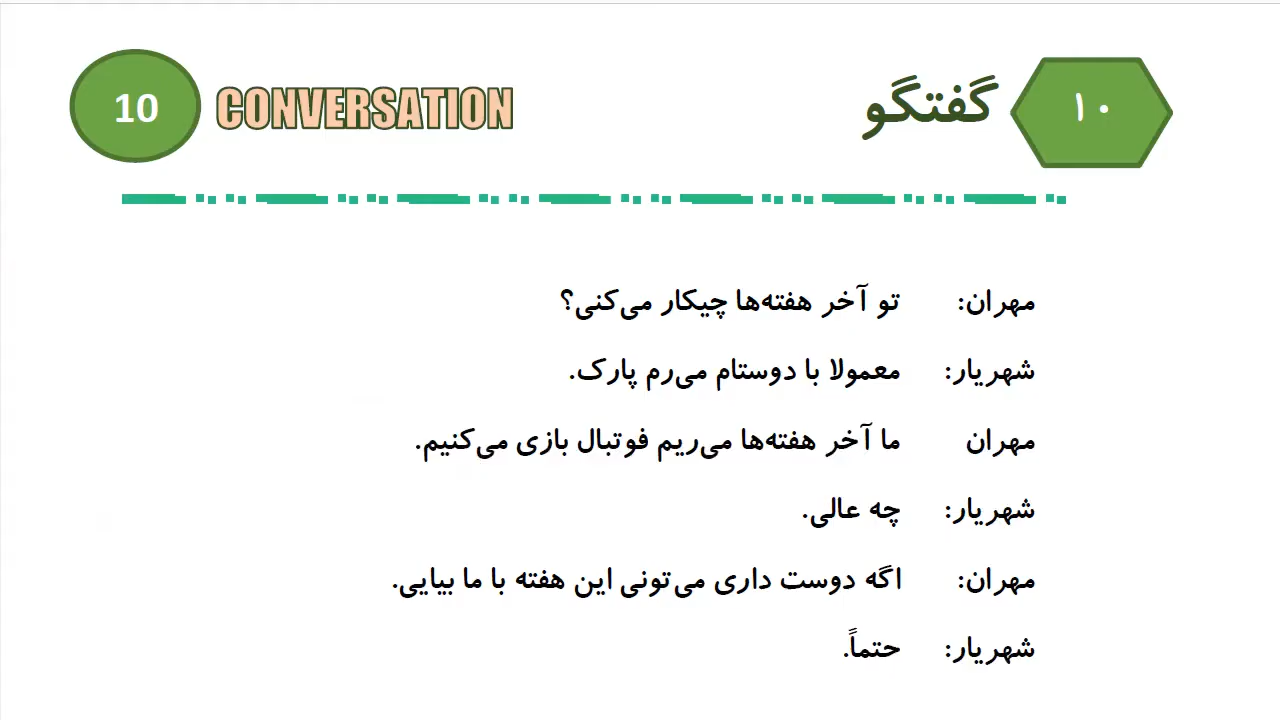 10 CONVERSATION
گفتگو ۱۰
مهران: تو آخر هفته‌ها چیکار می‌کنی؟
شهریار: معمولا با دوستام می‌رم پارک.
مهران ما آخر هفته‌ها می‌ریم فوتبال بازی می‌کنیم.
شهریار: چه عالی.
مهران: اگه دوست داری می‌تونی این هفته با ما بیایی.
شهریار: حتماً.